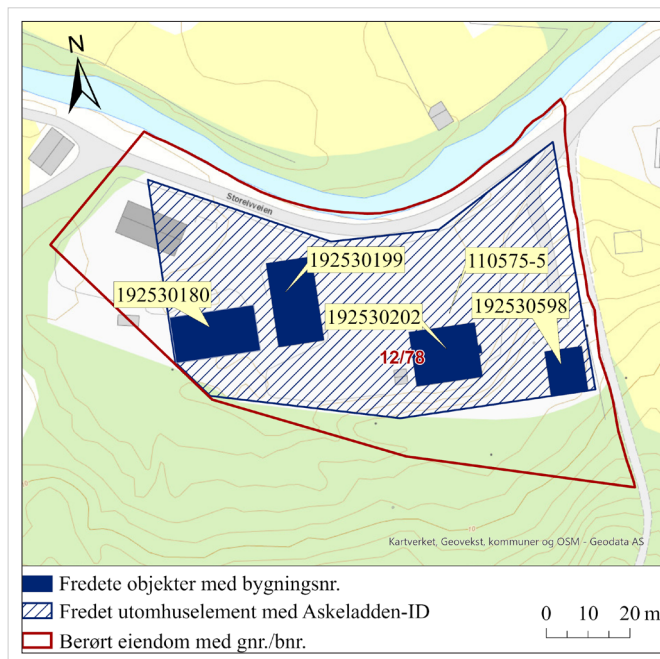 N
Storelvveien
192530199
110575-5
192530180
192530202
192530598
12/78
Kartverket, Geovekst, kommuner og OSM - Geodata AS
Fredete objekter med bygningsnr.
Fredet utomhuselement med Askeladden-ID
Berørt eiendom med gnr./bnr.
0 10 20 m